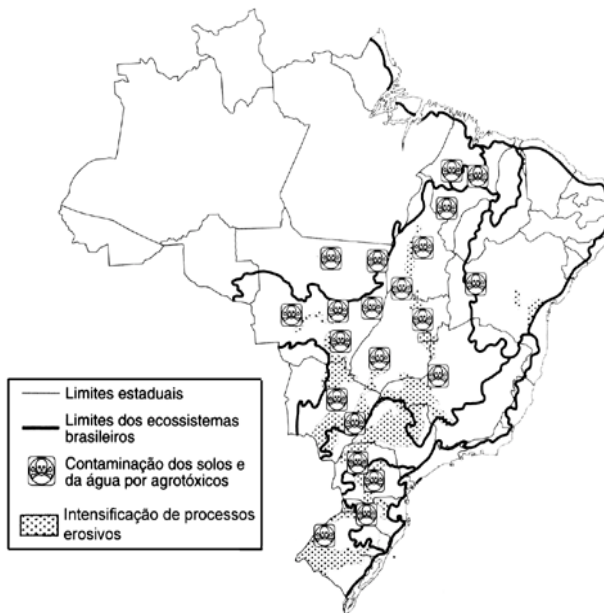 Limites estaduais
Limites dos ecossistemas
brasileiros
Contaminação dos solos e
da água por agrotóxicos
Intensificação de processos
erosivos